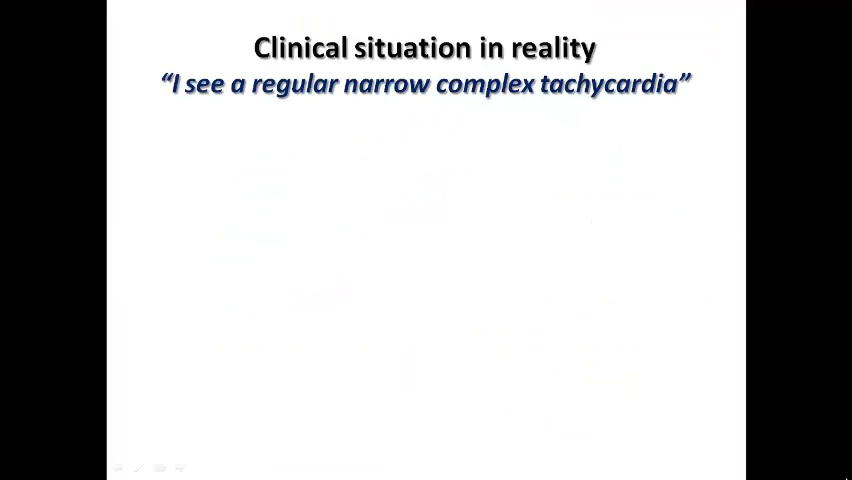 Clinical situation in reality
“I see a regular narrow complex tachycardia”